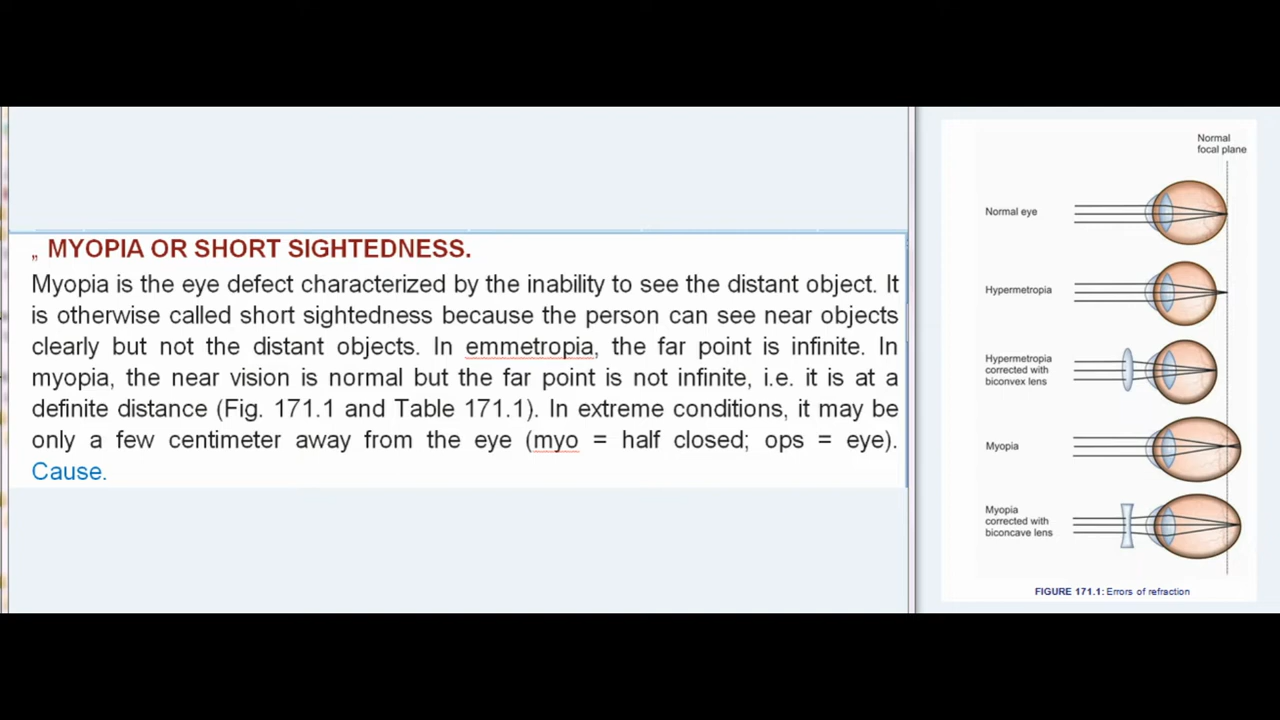 „ MYOPIA OR SHORT SIGHTEDNESS.
Myopia is the eye defect characterized by the inability to see the distant object. It
is otherwise called short sightedness because the person can see near objects
clearly but not the distant objects. In emmetropia, the far point is infinite. In
myopia, the near vision is normal but the far point is not infinite, i.e. it is at a
definite distance (Fig. 171.1 and Table 171.1). In extreme conditions, it may be
only a few centimeter away from the eye (myo = half closed; ops = eye).
Cause.
Normal
focal plane
Normal eye
Hypermetropia
Hypermetropia
corrected with
biconvex lens
Myopia
Myopia
corrected with
biconcave lens
FIGURE 171.1: Errors of refraction